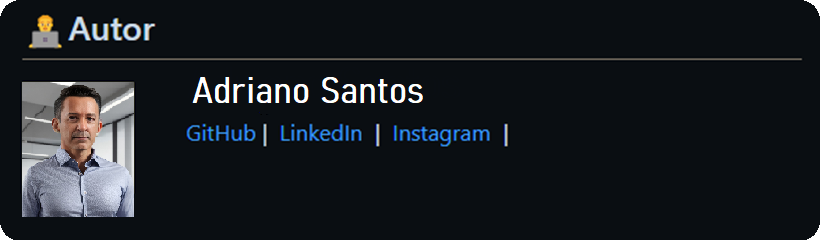 Autor
Adriano Santos
GitHub | LinkedIn | Instagram |